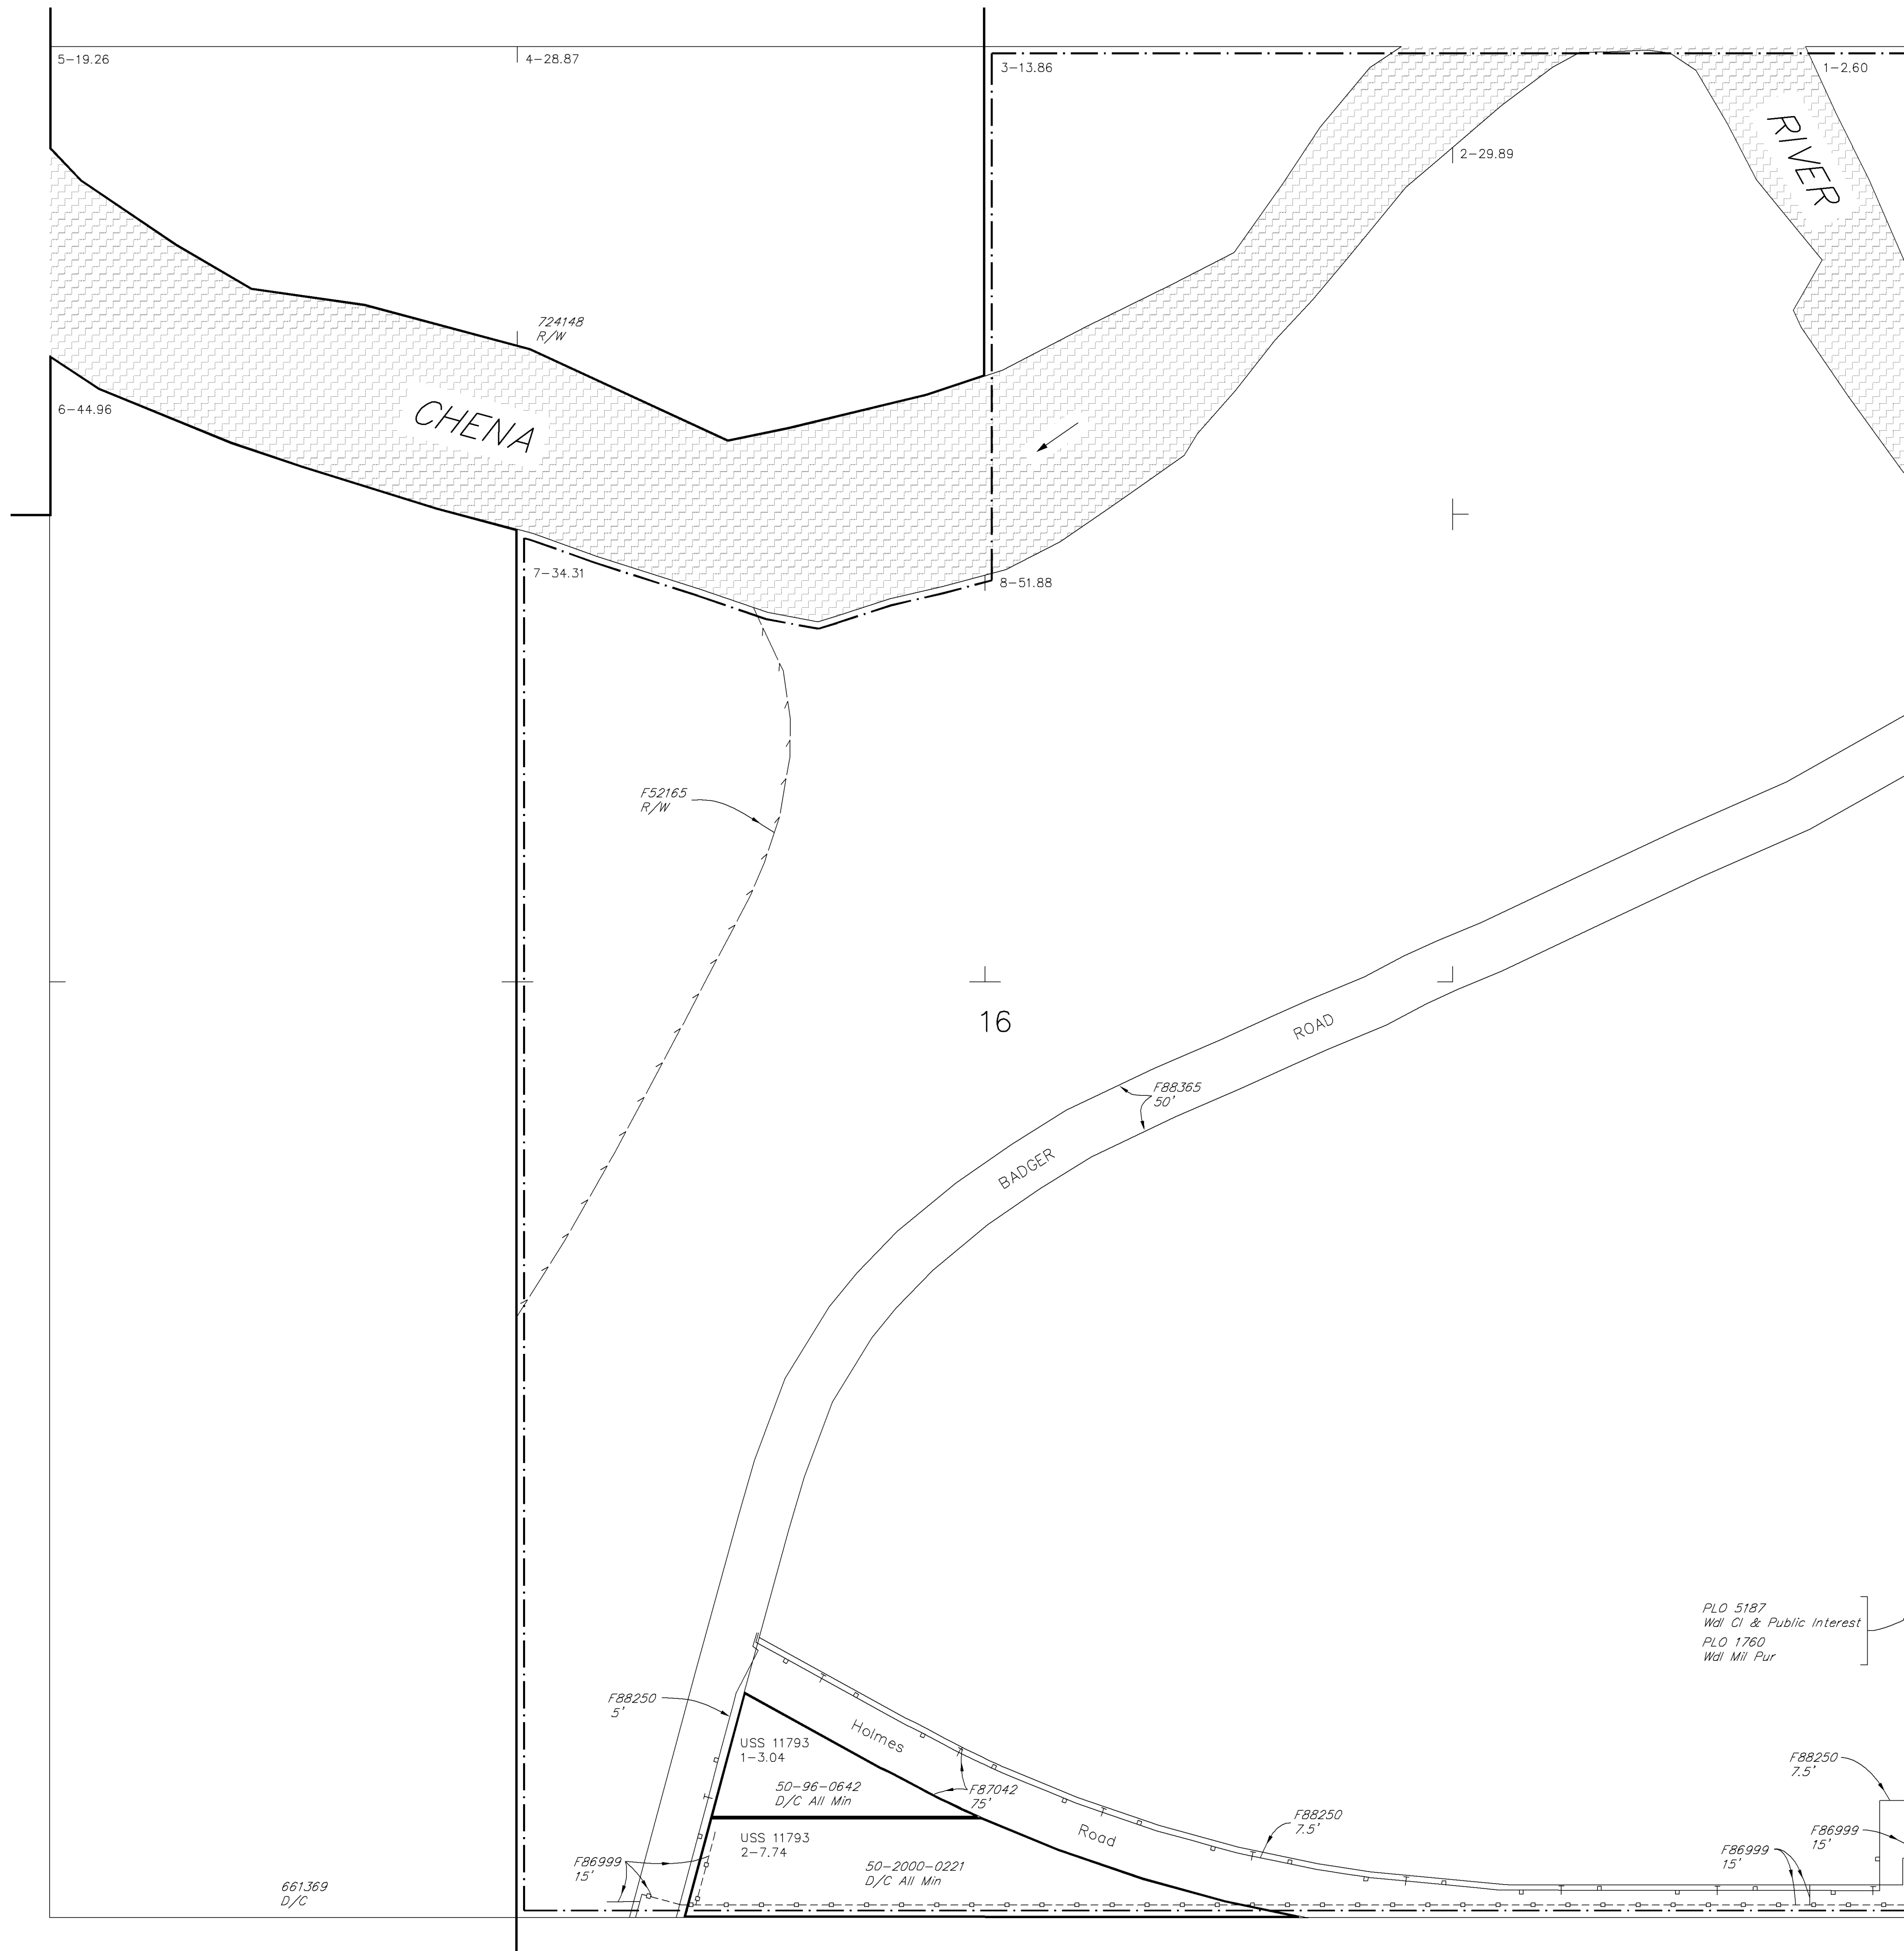 5-19.26
4-28.87
3-13.86
1-2.60
RIVER
2-29.89
724148
R/W
CHENA
6-44.96
7-34.31
8-51.88
F52165
R/W
16
ROAD
F88365
50'
BADGER
PLO 5187
Wdl Cl & Public Interest
PLO 1760
Wdl Mil Pur
F88250
5'
Holmes
USS 11793
1-3.04
50-96-0642
D/C All Min
F87042
75'
F88250
7.5'
F88250
7.5'
Road
USS 11793
2-7.74
F86999
15'
F86999
15'
F86999
15'
50-2000-0221
D/C All Min
661369
D/C